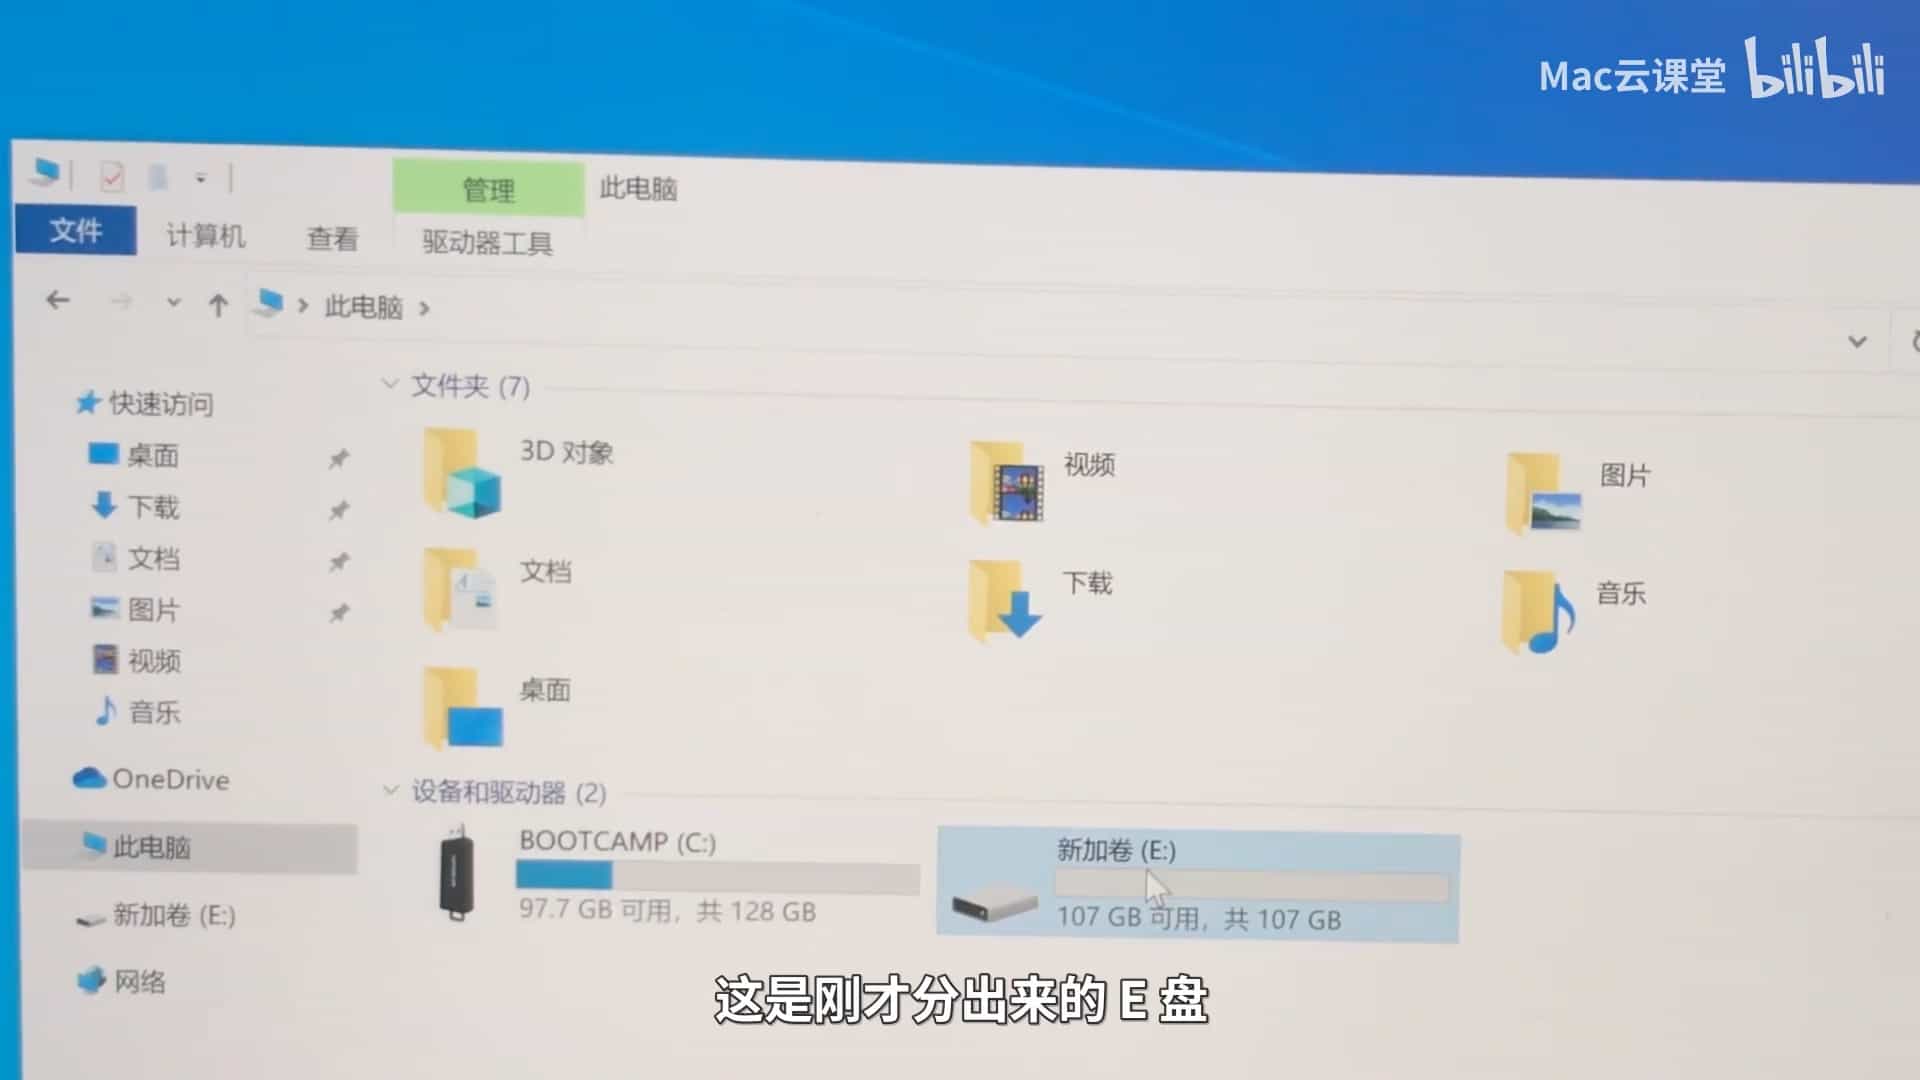 Mac云课堂 bilibili
管理 此电脑
文件 计算机 查看 驱动器工具
此电脑
快速访问
桌面
下载
文档
图片
视频
音乐
OneDrive
此电脑
新加卷 (E:)
网络
文件夹 (7)
3D 对象
视频
图片
文档
下载
音乐
桌面
设备和驱动器 (2)
BOOTCAMP (C:)
97.7 GB 可用，共 128 GB
新加卷 (E:)
107 GB 可用，共 107 GB
这是刚才分出来的 E 盘